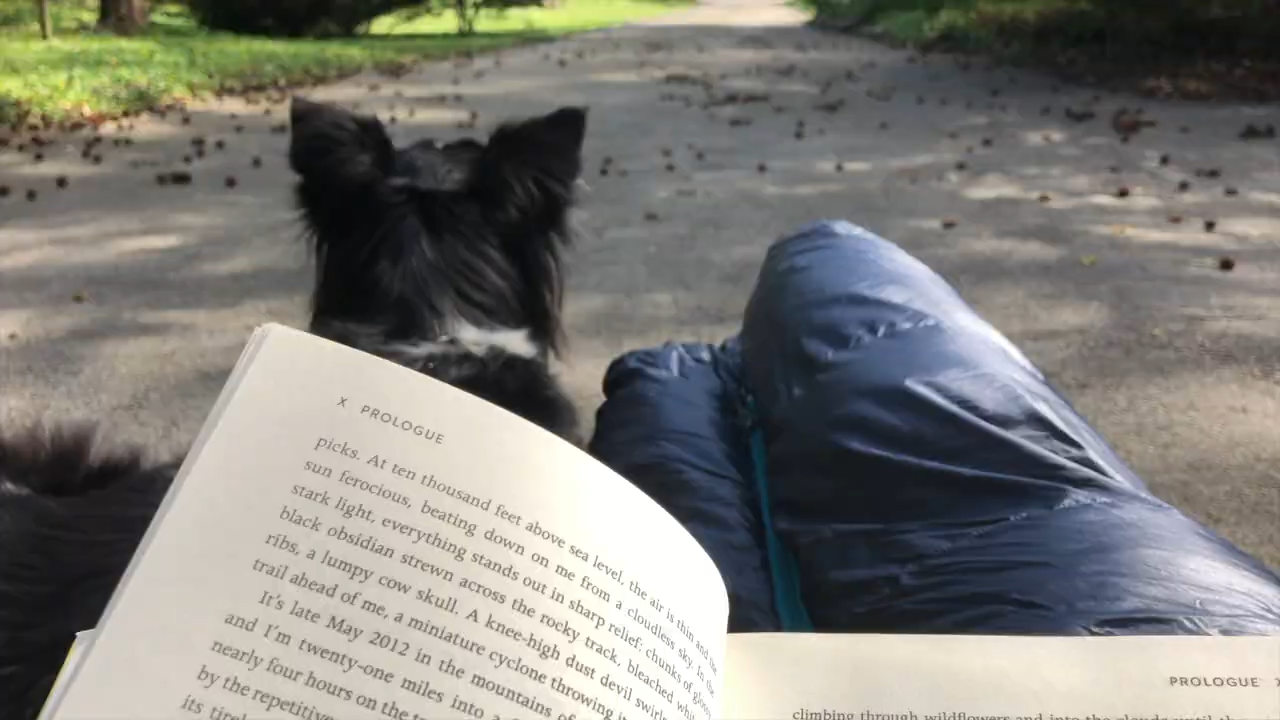 X PROLOGUE
picks. At ten thousand feet above sea level, the air is thin and the
sun ferocious, beating down on me from a cloudless sky. In the
stark light, everything stands out in sharp relief: chunks of glossy
black obsidian strewn across the rocky track, bleached white
ribs, a lumpy cow skull. A knee-high dust devil swirls
trail ahead of me, a miniature cyclone throwing
It's late May 2012 in the mountains of
and I'm twenty-one miles into a
nearly four hours on the
by the repetitive
its
PROLOGUE
climbing through wildflowers and into the clouds until